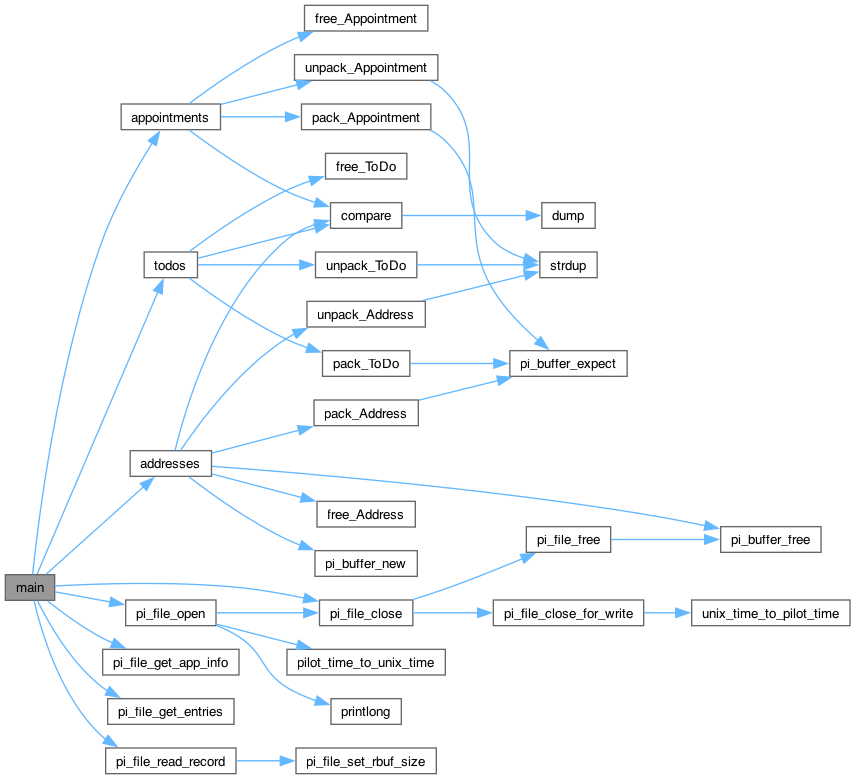 free_Appointment
unpack_Appointment
appointments
pack_Appointment
free_ToDo
compare
dump
todos
unpack_ToDo
strdup
unpack_Address
pack_ToDo
pi_buffer_expect
pack_Address
addresses
free_Address
pi_file_free
pi_buffer_free
pi_buffer_new
main
pi_file_open
pi_file_close
pi_file_close_for_write
unix_time_to_pilot_time
pi_file_get_app_info
pilot_time_to_unix_time
pi_file_get_entries
printlong
pi_file_read_record
pi_file_set_rbuf_size